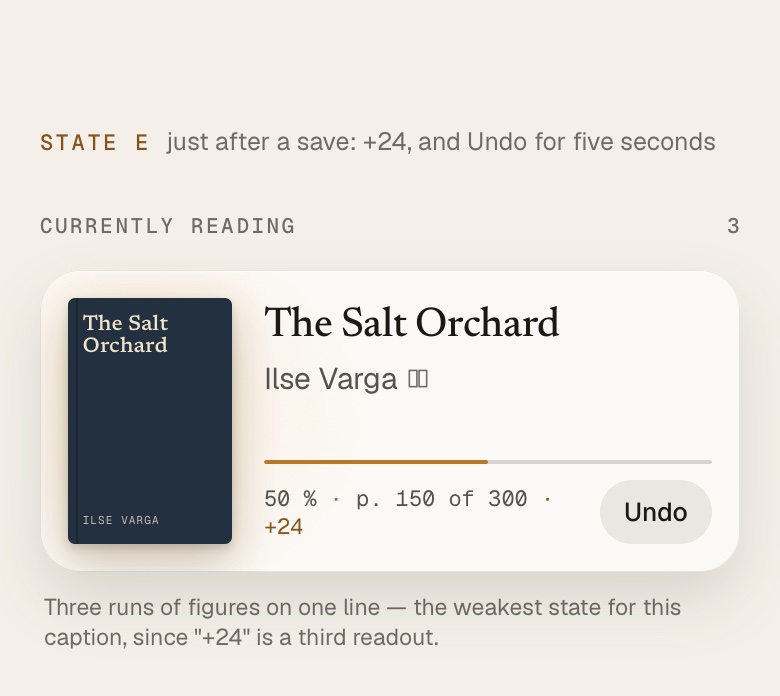 STATE E just after a save: +24, and Undo for five seconds
CURRENTLY READING 3
The Salt
Orchard
ILSE VARGA
The Salt Orchard
Ilse Varga
50 % · p. 150 of 300 ·
+24
Undo
Three runs of figures on one line — the weakest state for this
caption, since "+24" is a third readout.